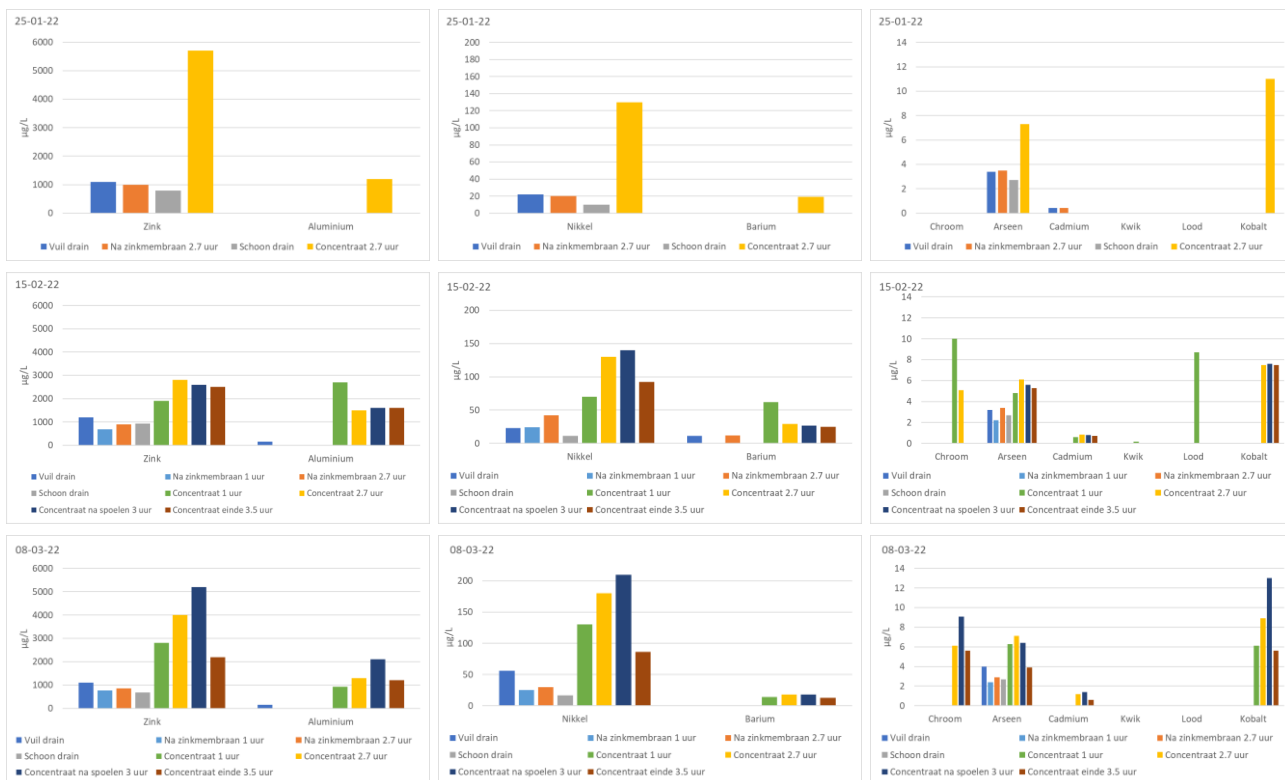 25-01-22
6000
5000
4000
3000
2000
1000
0
µg/L
Zink Aluminium
Vuil drain Na zinkmembraan 2.7 uur Schoon drain Concentraat 2.7 uur
25-01-22
200
180
160
140
120
100
80
60
40
20
0
µg/L
Nikkel Barium
Vuil drain Na zinkmembraan 2.7 uur Schoon drain Concentraat 2.7 uur
25-01-22
14
12
10
8
6
4
2
0
µg/L
Chroom Arseen Cadmium Kwik Lood Kobalt
Vuil drain Na zinkmembraan 2.7 uur Schoon drain Concentraat 2.7 uur
15-02-22
6000
5000
4000
3000
2000
1000
0
µg/L
Zink Aluminium
Vuil drain Na zinkmembraan 1 uur Na zinkmembraan 2.7 uur
Schoon drain Concentraat 1 uur Concentraat 2.7 uur
Concentraat na spoelen 3 uur Concentraat einde 3.5 uur
15-02-22
200
150
100
50
0
µg/L
Nikkel Barium
Vuil drain Na zinkmembraan 1 uur Na zinkmembraan 2.7 uur
Schoon drain Concentraat 1 uur Concentraat 2.7 uur
Concentraat na spoelen 3 uur Concentraat einde 3.5 uur
15-02-22
14
12
10
8
6
4
2
0
µg/L
Chroom Arseen Cadmium Kwik Lood Kobalt
Vuil drain Na zinkmembraan 1 uur Na zinkmembraan 2.7 uur
Schoon drain Concentraat 1 uur Concentraat 2.7 uur
Concentraat na spoelen 3 uur Concentraat einde 3.5 uur
08-03-22
6000
5000
4000
3000
2000
1000
0
µg/L
Zink Aluminium
Vuil drain Na zinkmembraan 1 uur Na zinkmembraan 2.7 uur
Schoon drain Concentraat 1 uur Concentraat 2.7 uur
Concentraat na spoelen 3 uur Concentraat einde 3.5 uur
08-03-22
200
150
100
50
0
µg/L
Nikkel Barium
Vuil drain Na zinkmembraan 1 uur Na zinkmembraan 2.7 uur
Schoon drain Concentraat 1 uur Concentraat 2.7 uur
Concentraat na spoelen 3 uur Concentraat einde 3.5 uur
08-03-22
14
12
10
8
6
4
2
0
µg/L
Chroom Arseen Cadmium Kwik Lood Kobalt
Vuil drain Na zinkmembraan 1 uur Na zinkmembraan 2.7 uur
Schoon drain Concentraat 1 uur Concentraat 2.7 uur
Concentraat na spoelen 3 uur Concentraat einde 3.5 uur